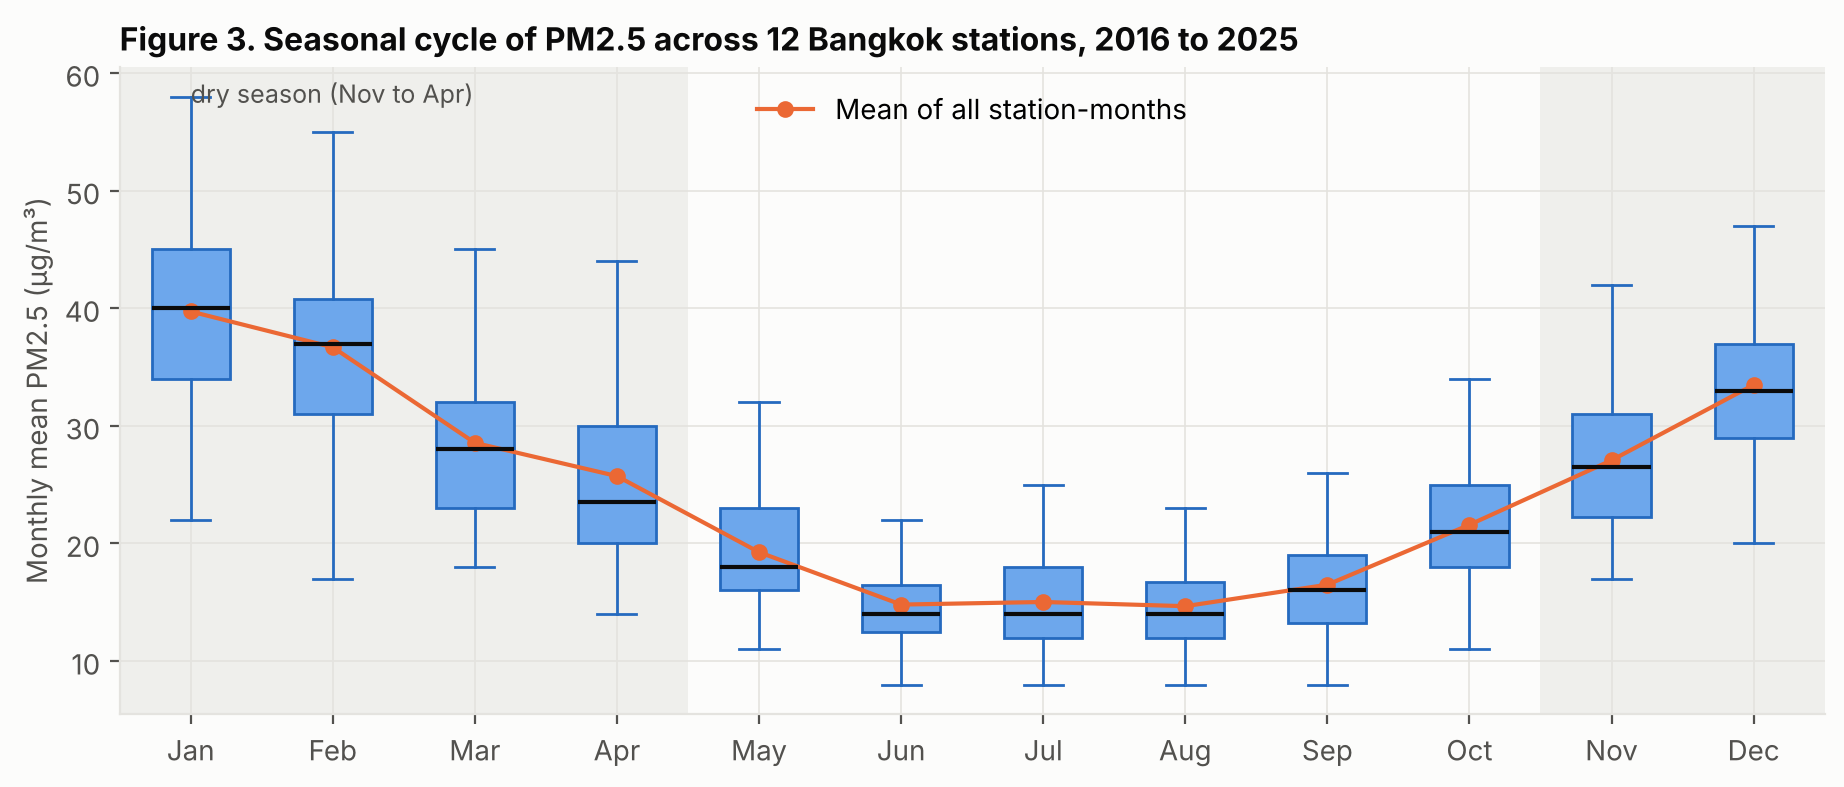 Figure 3. Seasonal cycle of PM2.5 across 12 Bangkok stations, 2016 to 2025
dry season (Nov to Apr)
Mean of all station-months
Monthly mean PM2.5 (µg/m³)
60
50
40
30
20
10
Jan Feb Mar Apr May Jun Jul Aug Sep Oct Nov Dec